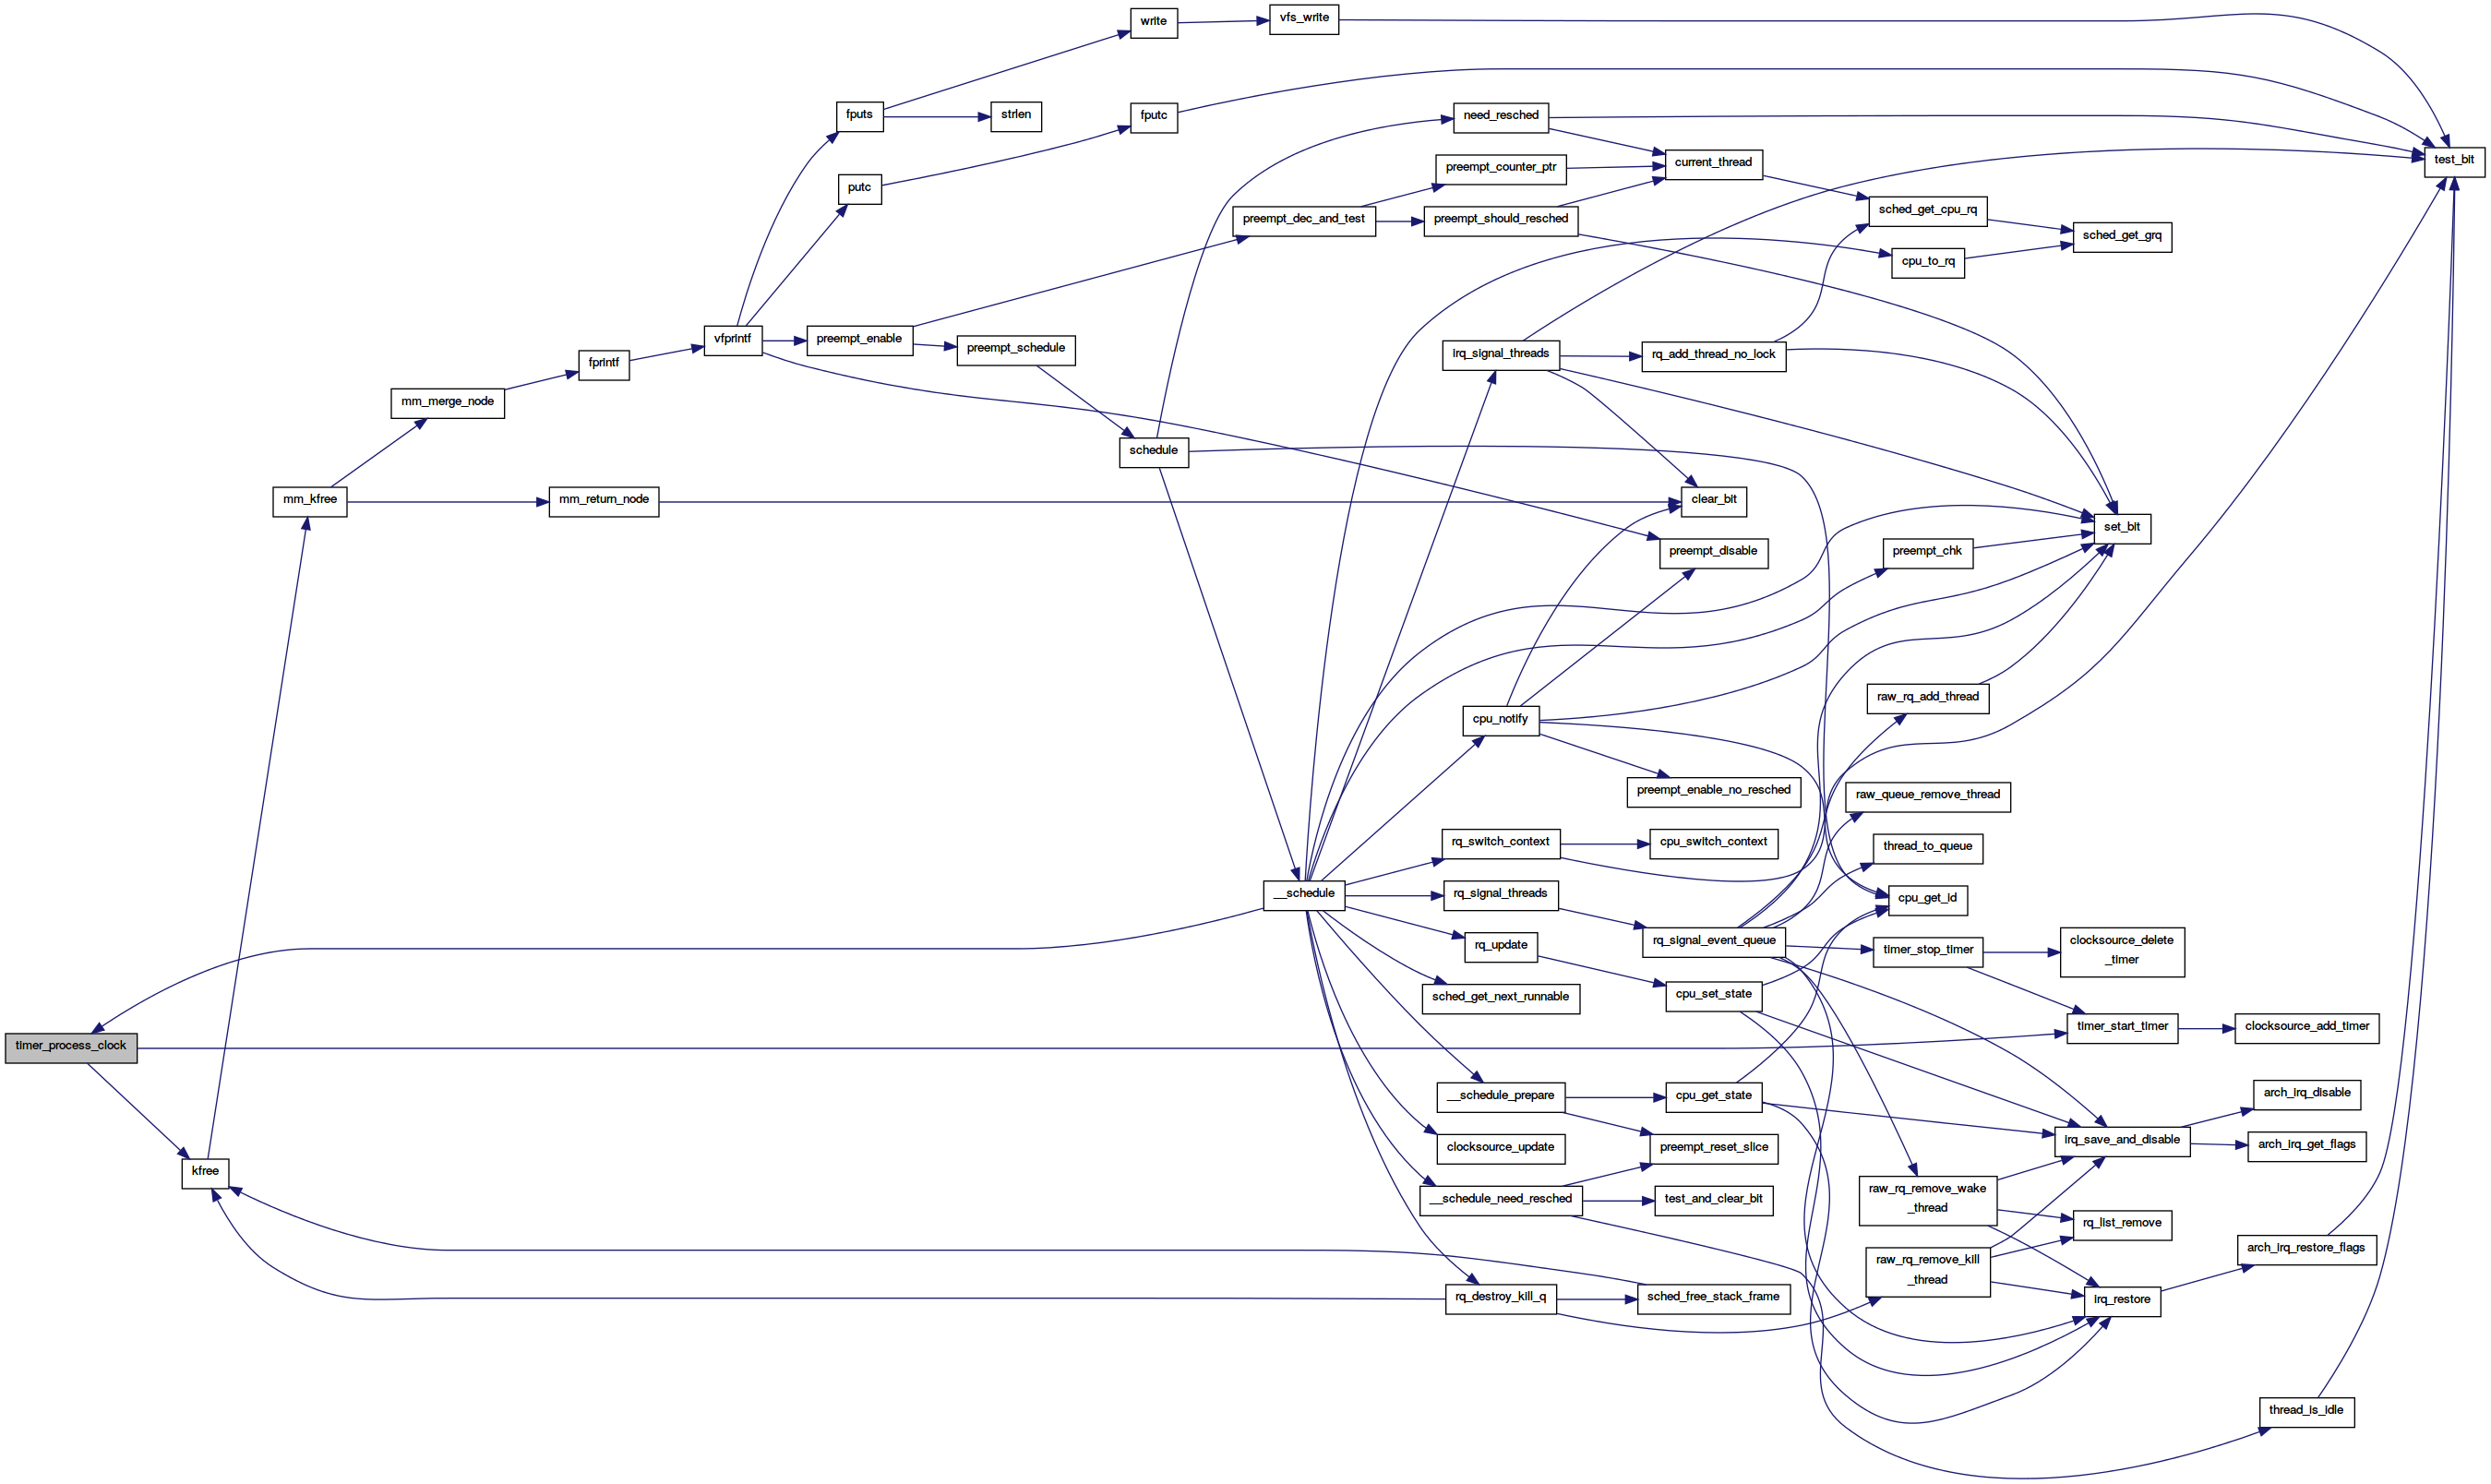 write
vfs_write
fputs
strlen
fputc
need_resched
test_bit
putc
preempt_counter_ptr
current_thread
preempt_dec_and_test
preempt_should_resched
sched_get_cpu_rq
sched_get_grq
cpu_to_rq
vfprintf
preempt_enable
preempt_schedule
fprintf
irq_signal_threads
rq_add_thread_no_lock
mm_merge_node
schedule
mm_kfree
mm_return_node
clear_bit
set_bit
preempt_disable
preempt_chk
raw_rq_add_thread
cpu_notify
preempt_enable_no_resched
raw_queue_remove_thread
rq_switch_context
cpu_switch_context
thread_to_queue
__schedule
rq_signal_threads
cpu_get_id
rq_update
rq_signal_event_queue
timer_stop_timer
clocksource_delete
_timer
sched_get_next_runnable
cpu_set_state
timer_process_clock
timer_start_timer
clocksource_add_timer
__schedule_prepare
cpu_get_state
arch_irq_disable
clocksource_update
preempt_reset_slice
irq_save_and_disable
arch_irq_get_flags
kfree
__schedule_need_resched
test_and_clear_bit
raw_rq_remove_wake
_thread
rq_list_remove
arch_irq_restore_flags
raw_rq_remove_kill
_thread
rq_destroy_kill_q
sched_free_stack_frame
irq_restore
thread_is_idle